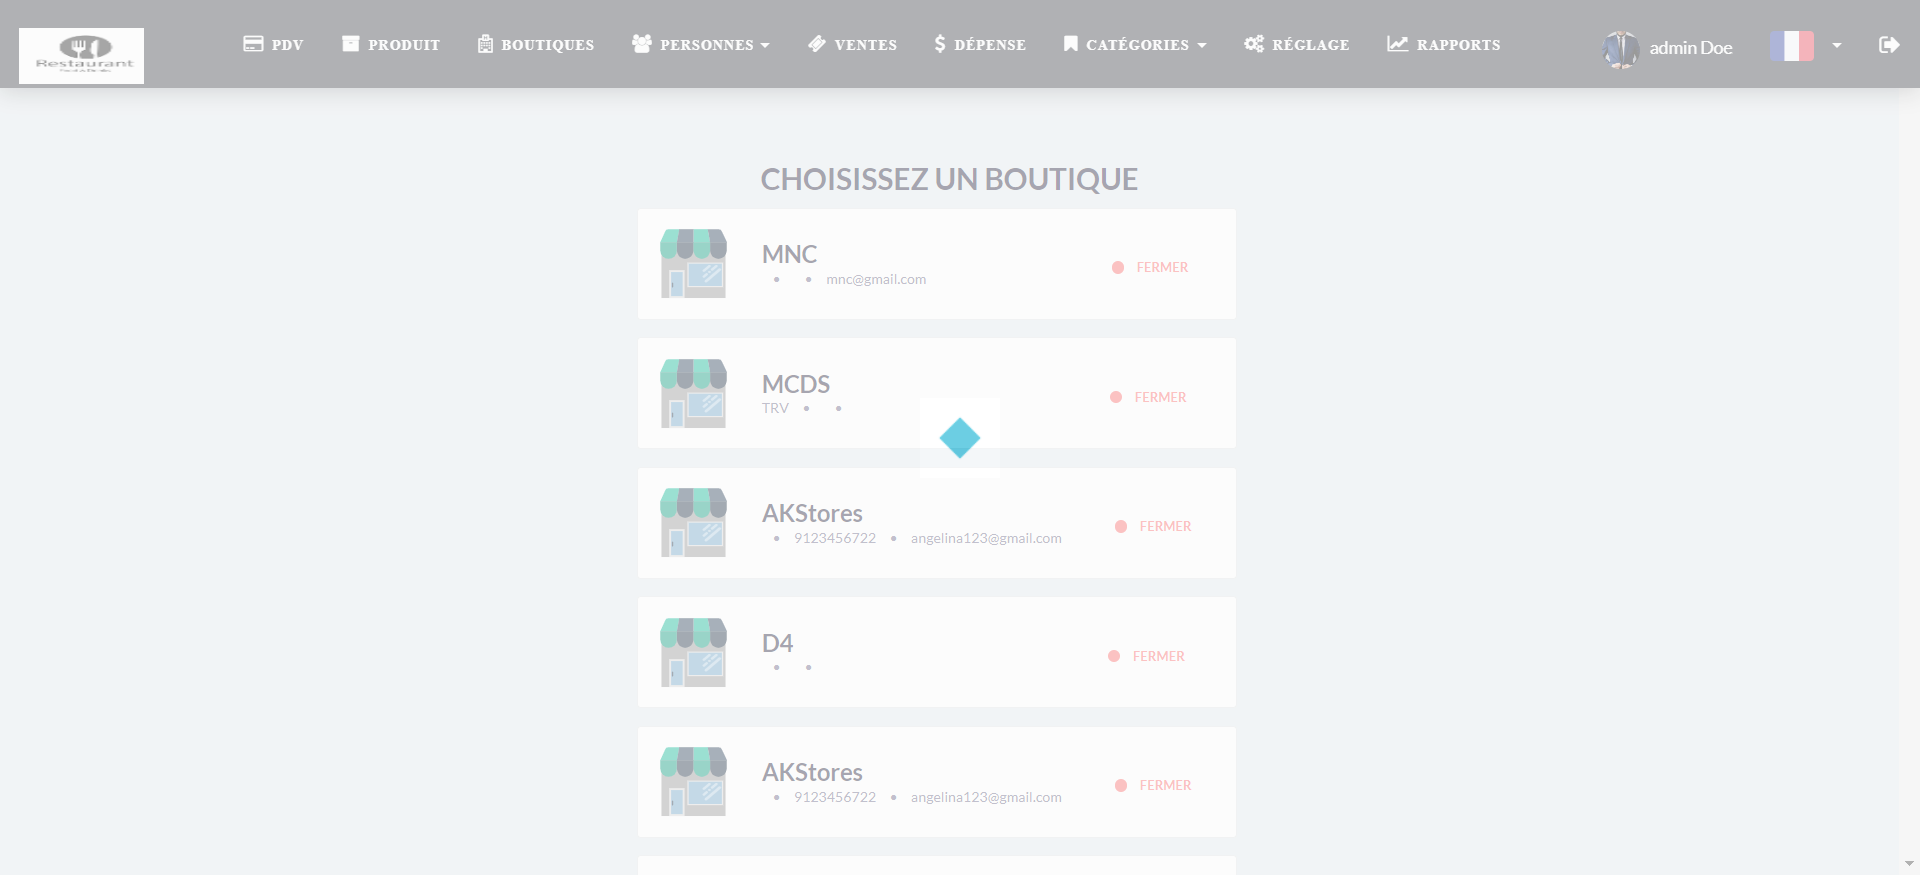 Restaurant
PDV PRODUIT BOUTIQUES PERSONNES VENTES $ DÉPENSE CATÉGORIES RÉGLAGE RAPPORTS admin Doe
CHOISISSEZ UN BOUTIQUE
MNC
• • mnc@gmail.com
FERMER
MCDS
TRV • •
FERMER
AKStores
• 9123456722 • angelina123@gmail.com
FERMER
D4
• •
FERMER
AKStores
• 9123456722 • angelina123@gmail.com
FERMER